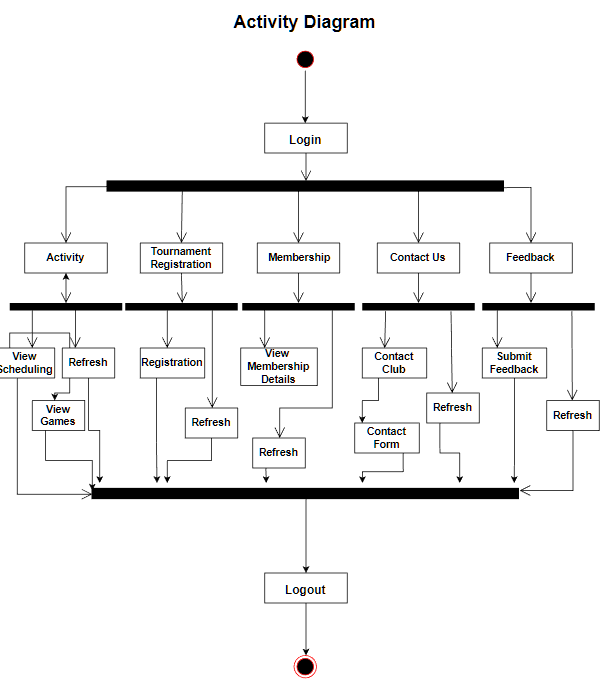 Activity Diagram
Login
Activity
Tournament
Registration
Membership
Contact Us
Feedback
View
Scheduling
Refresh
Registration
View
Membership
Details
Contact
Club
Submit
Feedback
View
Games
Refresh
Refresh
Refresh
Contact
Form
Refresh
Logout